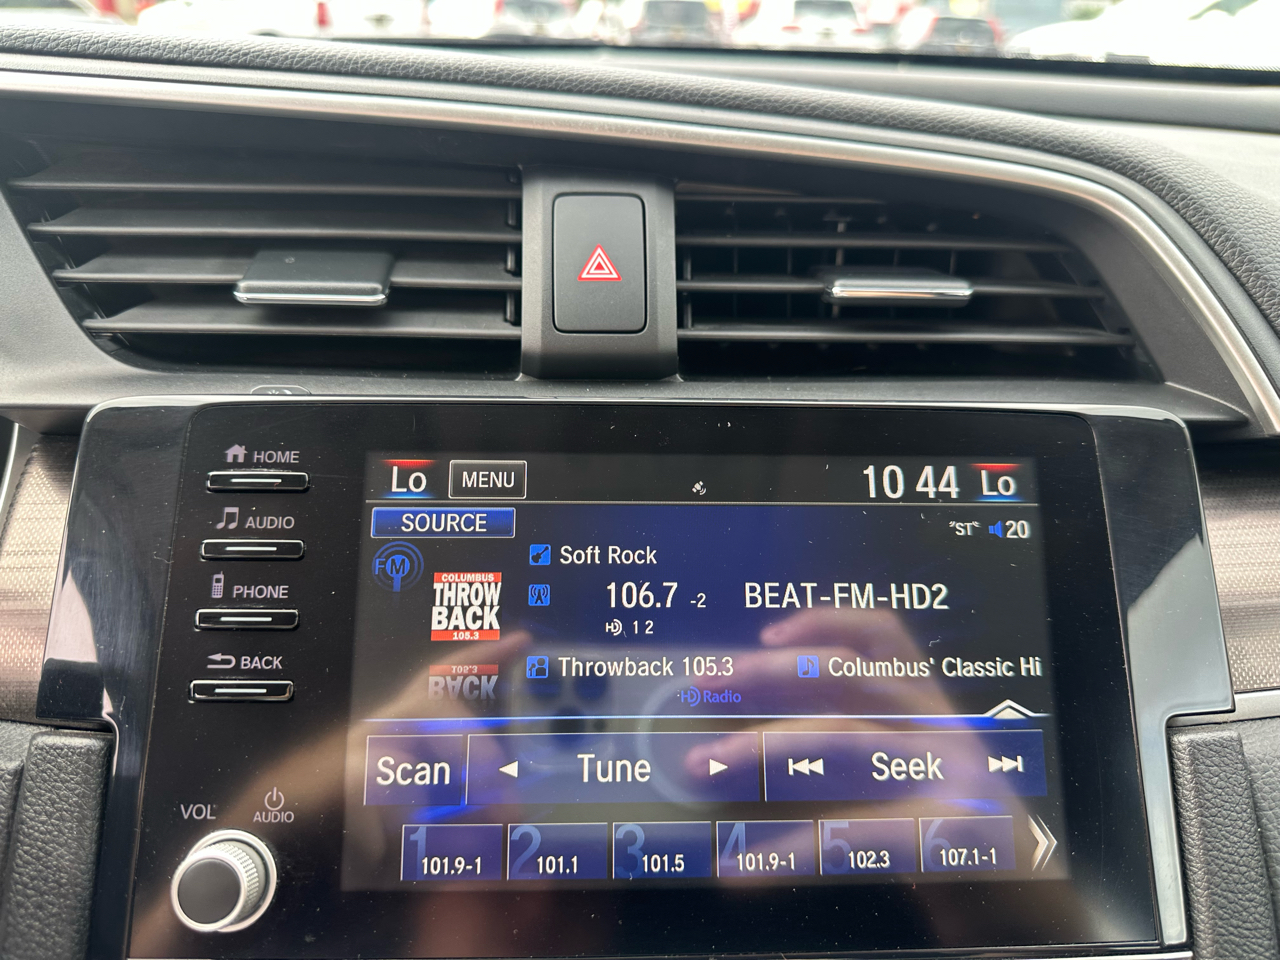 HOME
AUDIO
PHONE
BACK
VOL
AUDIO
Lo MENU 10 44 Lo
SOURCE "ST" 20
FM
COLUMBUS
THROW
BACK
105.3
Soft Rock
106.7 -2 BEAT-FM-HD2
HD 1 2
Throwback 105.3 Columbus' Classic Hi
HD Radio
Scan Tune Seek
1 101.9-1
2 101.1
3 101.5
4 101.9-1
5 102.3
6 107.1-1